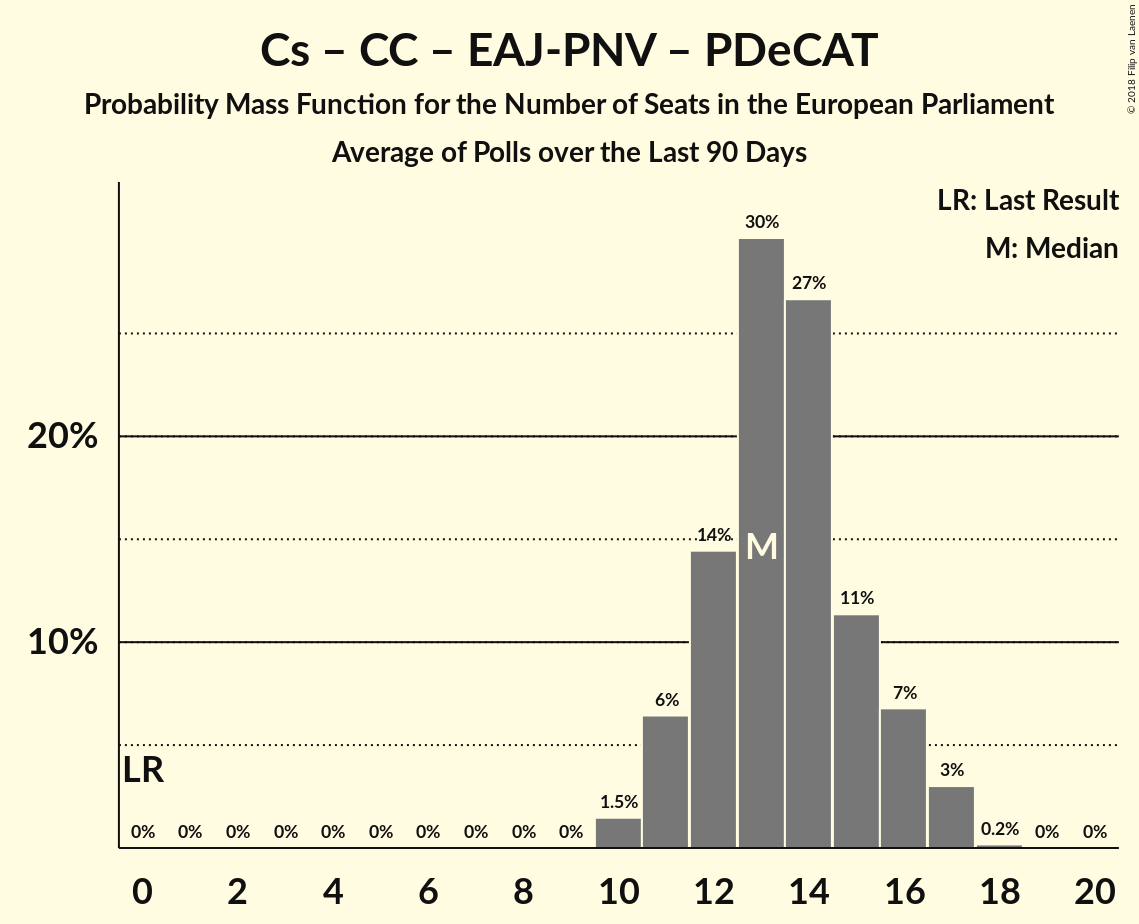 Cs – CC – EAJ-PNV – PDeCAT
Probability Mass Function for the Number of Seats in the European Parliament
Average of Polls over the Last 90 Days
© 2018 Filip van Laenen
LR: Last Result
M: Median
20%
10%
LR
M
0% 0% 0% 0% 0% 0% 0% 0% 0% 0% 1.5% 6% 14% 30% 27% 11% 7% 3% 0.2% 0% 0%
0 2 4 6 8 10 12 14 16 18 20